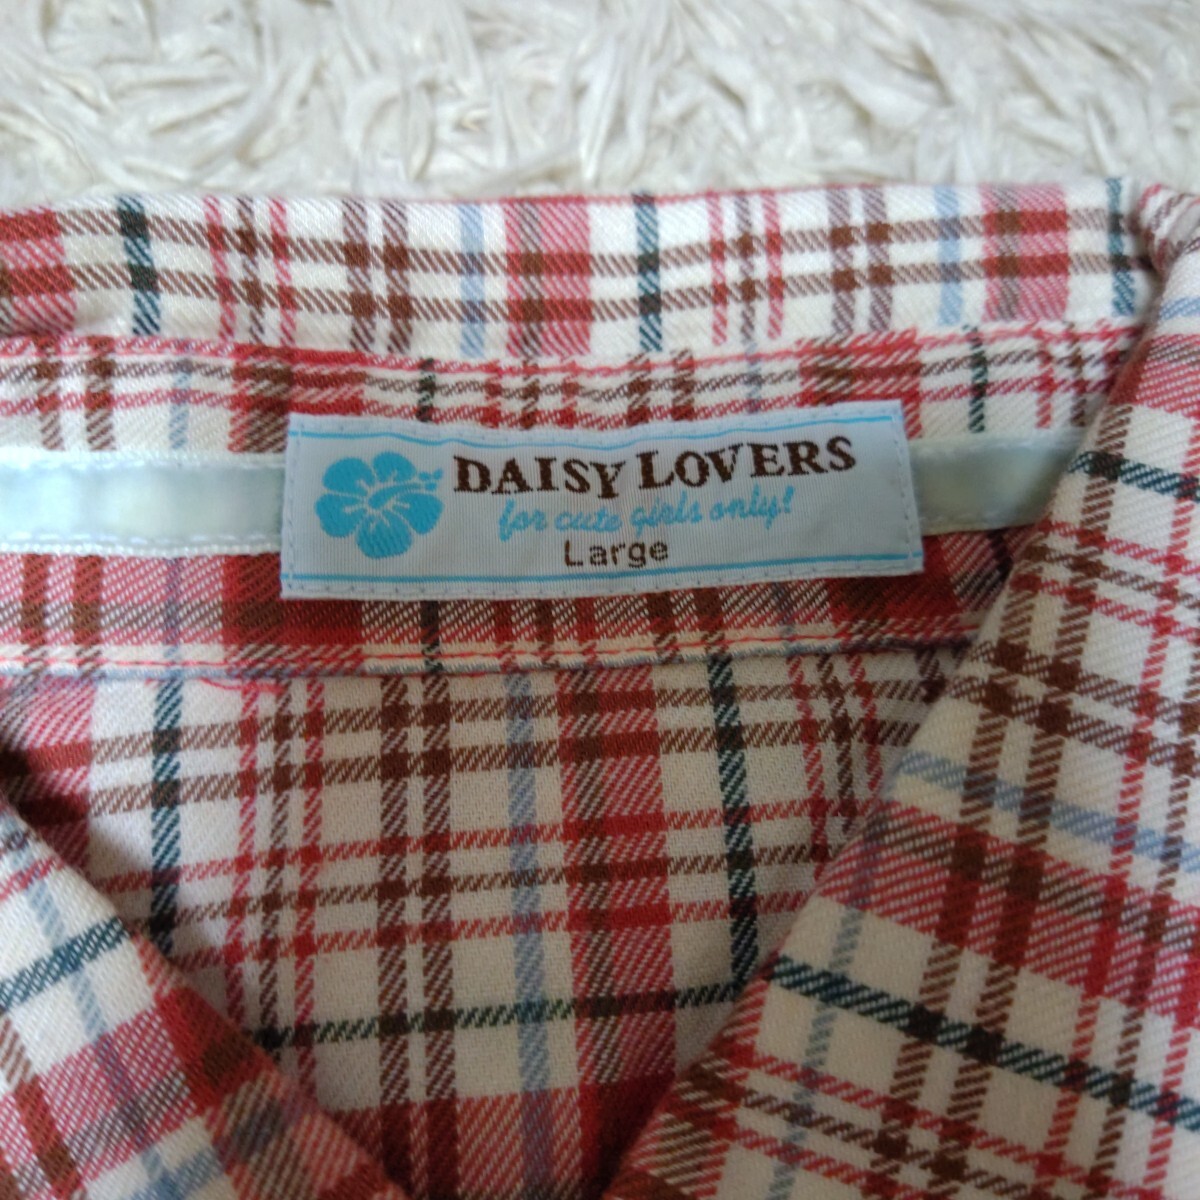 DAISY LOVERS
for cute girls only!
Large